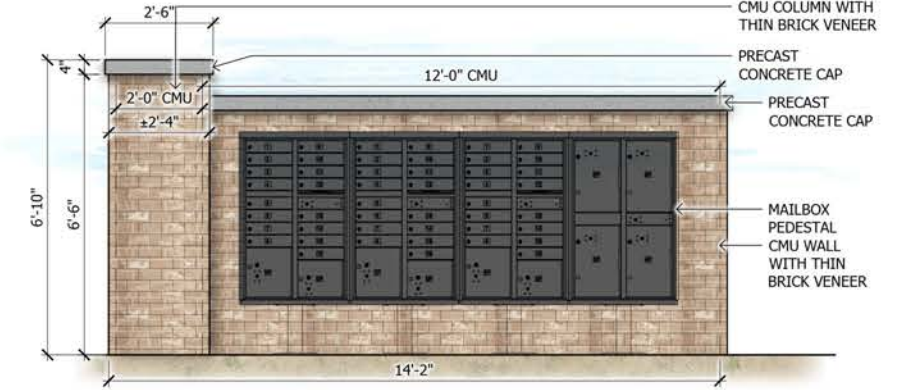 CMU COLUMN WITH
THIN BRICK VENEER
2'-6"
PRECAST
CONCRETE CAP
4"
12'-0" CMU
2'-0" CMU
±2'-4"
PRECAST
CONCRETE CAP
6'-10"
6'-6"
MAILBOX
PEDESTAL
CMU WALL
WITH THIN
BRICK VENEER
14'-2"